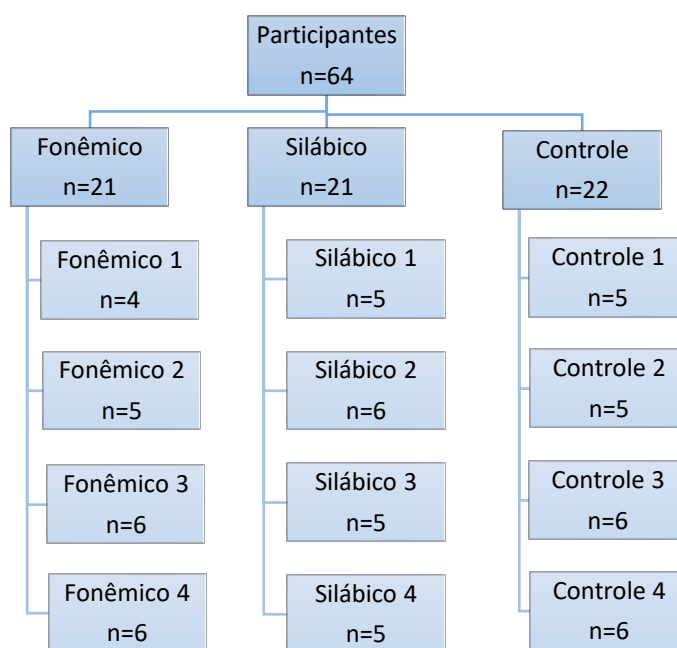 Participantes
n=64
Fonêmico
n=21
Silábico
n=21
Controle
n=22
Fonêmico 1
n=4
Silábico 1
n=5
Controle 1
n=5
Fonêmico 2
n=5
Silábico 2
n=6
Controle 2
n=5
Fonêmico 3
n=6
Silábico 3
n=5
Controle 3
n=6
Fonêmico 4
n=6
Silábico 4
n=5
Controle 4
n=6